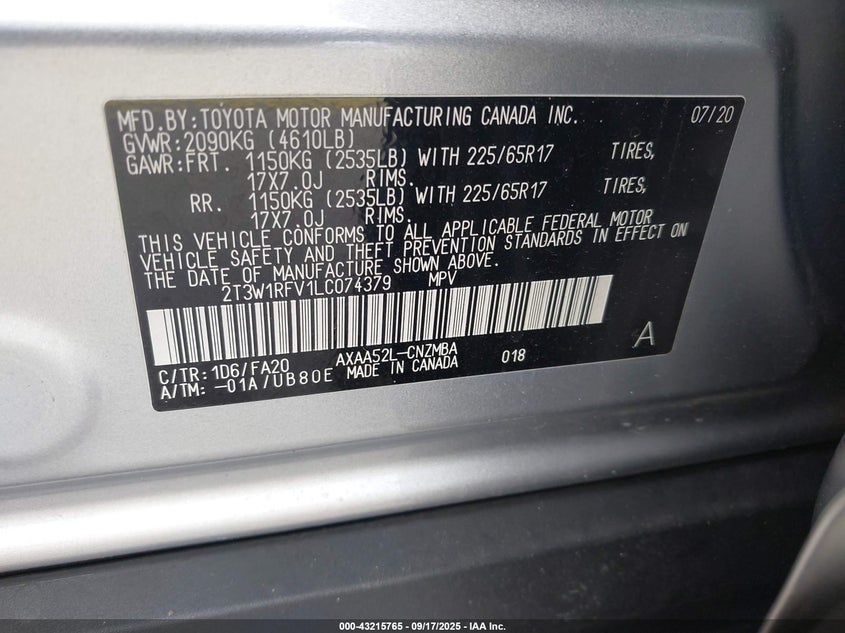 MFD.BY:TOYOTA MOTOR MANUFACTURING CANADA INC. 07/20
GVWR:2090KG (4610LB)
GAWR:FRT. 1150KG (2535LB) WITH 225/65R17 TIRES,
17X7.0J RIMS.
RR. 1150KG (2535LB) WITH 225/65R17 TIRES,
17X7.0J RIMS.
THIS VEHICLE CONFORMS TO ALL APPLICABLE FEDERAL MOTOR
VEHICLE SAFETY AND THEFT PREVENTION STANDARDS IN EFFECT ON
THE DATE OF MANUFACTURE SHOWN ABOVE.
2T3W1RFV1LC074379 MPV
A
C/TR:1D6/FA20 AXAA52L-CNZMBA 018
A/TM:-01A/UB80E MADE IN CANADA
000-43215765 - 09/17/2025 - IAA Inc.